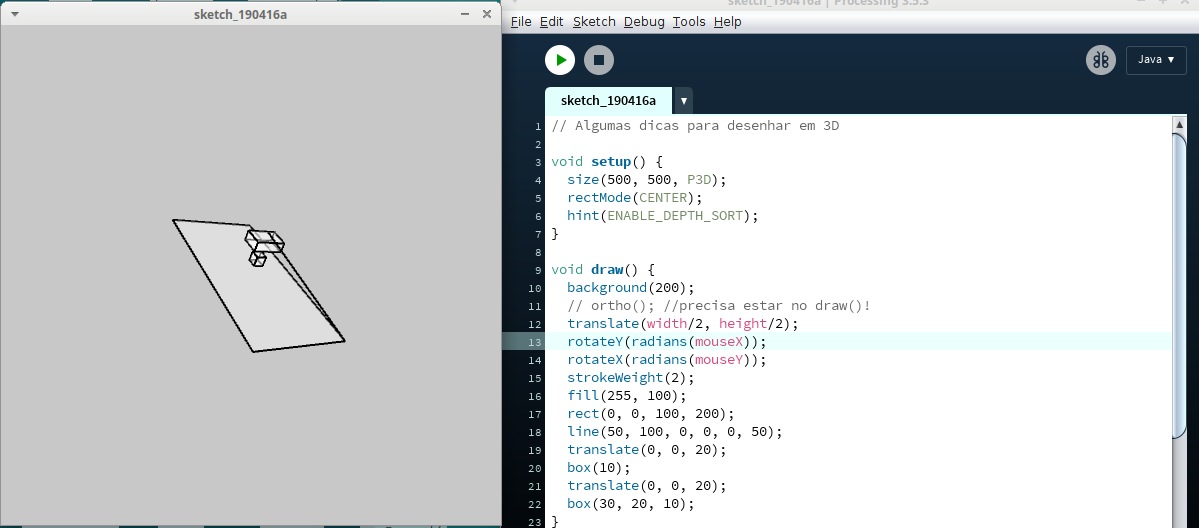 sketch_190416a
sketch_190416a | Processing 3.5.3
File Edit Sketch Debug Tools Help
Java ▼
sketch_190416a ▼
1 // Algumas dicas para desenhar em 3D
2
3 void setup() {
4 size(500, 500, P3D);
5 rectMode(CENTER);
6 hint(ENABLE_DEPTH_SORT);
7 }
8
9 void draw() {
10 background(200);
11 // ortho(); //precisa estar no draw()!
12 translate(width/2, height/2);
13 rotateY(radians(mouseX));
14 rotateX(radians(mouseY));
15 strokeWeight(2);
16 fill(255, 100);
17 rect(0, 0, 100, 200);
18 line(50, 100, 0, 0, 0, 50);
19 translate(0, 0, 20);
20 box(10);
21 translate(0, 0, 20);
22 box(30, 20, 10);
23 }